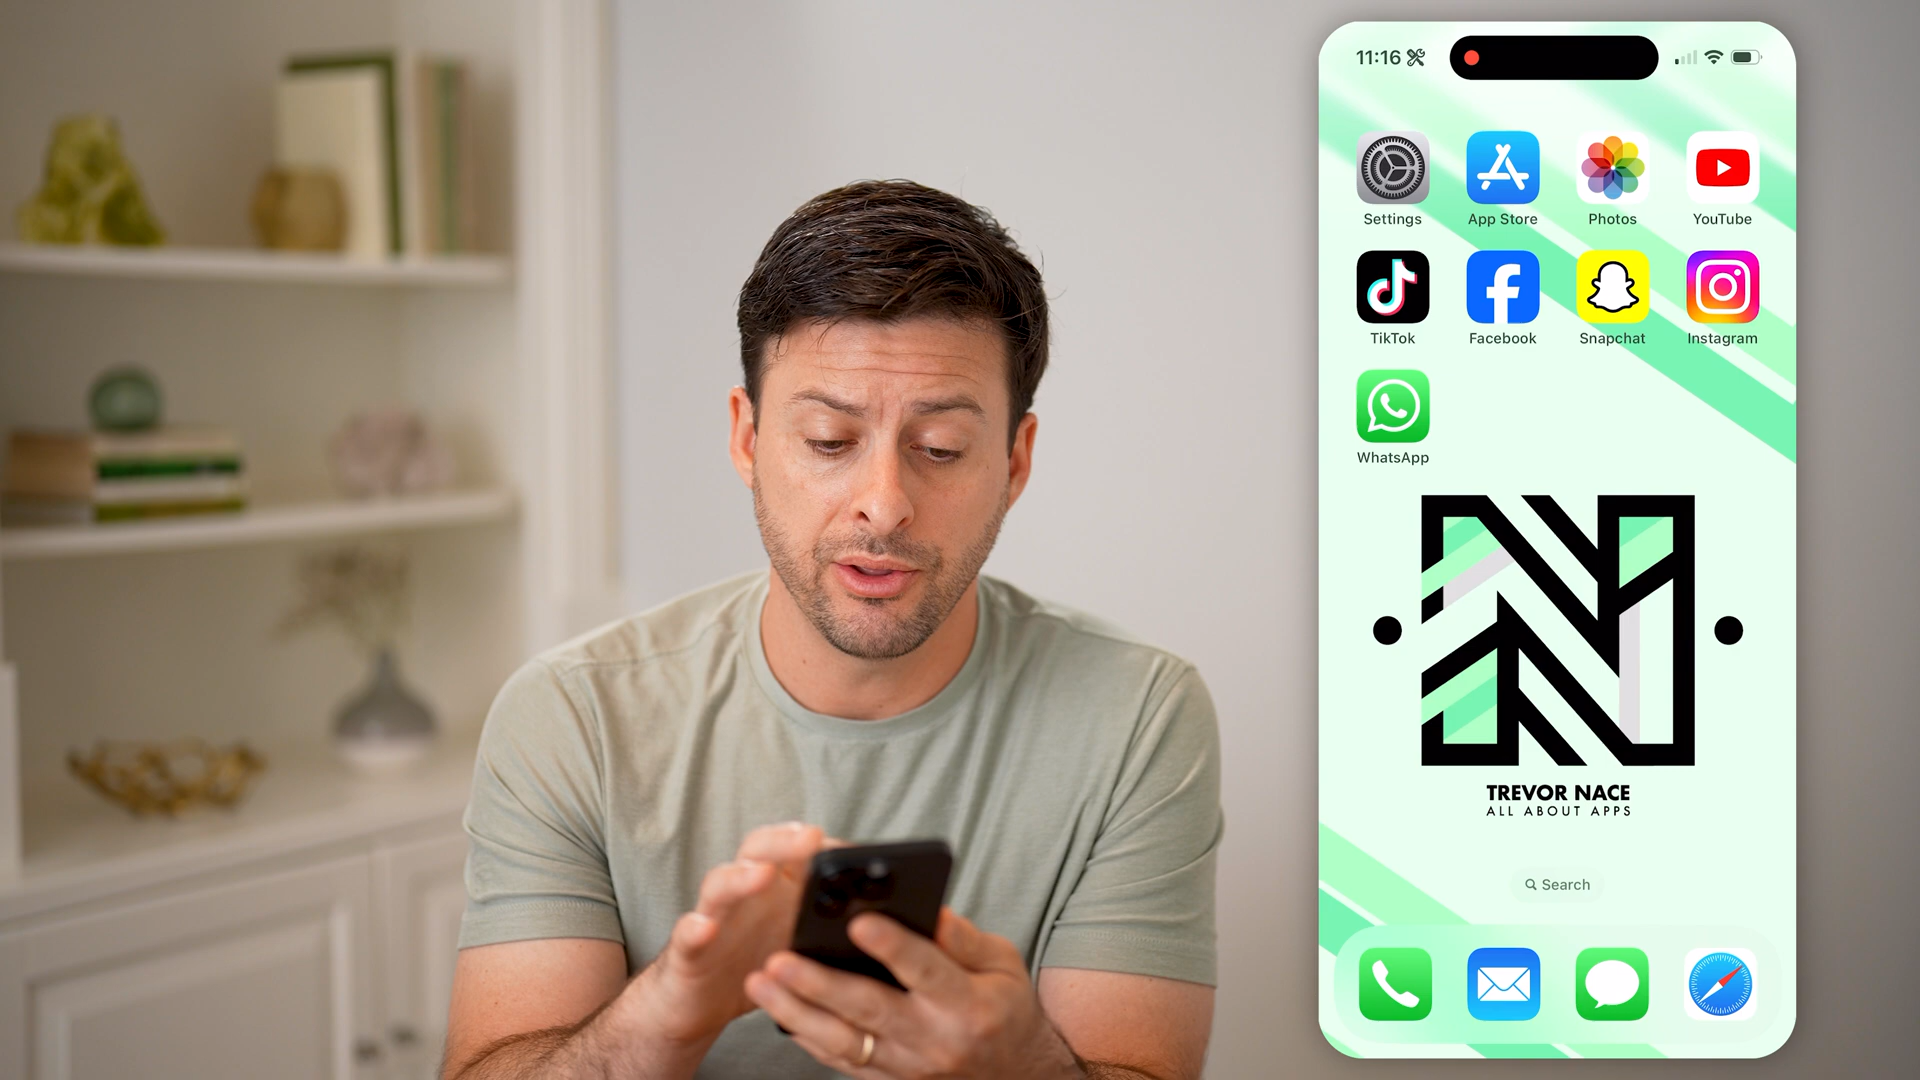 11:16
Settings App Store Photos YouTube
TikTok Facebook Snapchat Instagram
WhatsApp
TREVOR NACE
ALL ABOUT APPS
Search